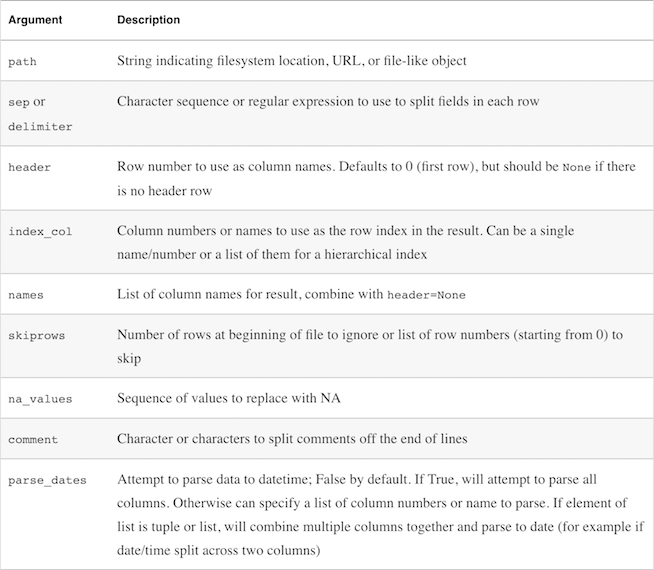 Argument Description
path String indicating filesystem location, URL, or file-like object
sep or Character sequence or regular expression to use to split fields in each row
delimiter
header Row number to use as column names. Defaults to 0 (first row), but should be None if there
is no header row
index_col Column numbers or names to use as the row index in the result. Can be a single
name/number or a list of them for a hierarchical index
names List of column names for result, combine with header=None
skiprows Number of rows at beginning of file to ignore or list of row numbers (starting from 0) to
skip
na_values Sequence of values to replace with NA
comment Character or characters to split comments off the end of lines
parse_dates Attempt to parse data to datetime; False by default. If True, will attempt to parse all
columns. Otherwise can specify a list of column numbers or name to parse. If element of
list is tuple or list, will combine multiple columns together and parse to date (for example if
date/time split across two columns)